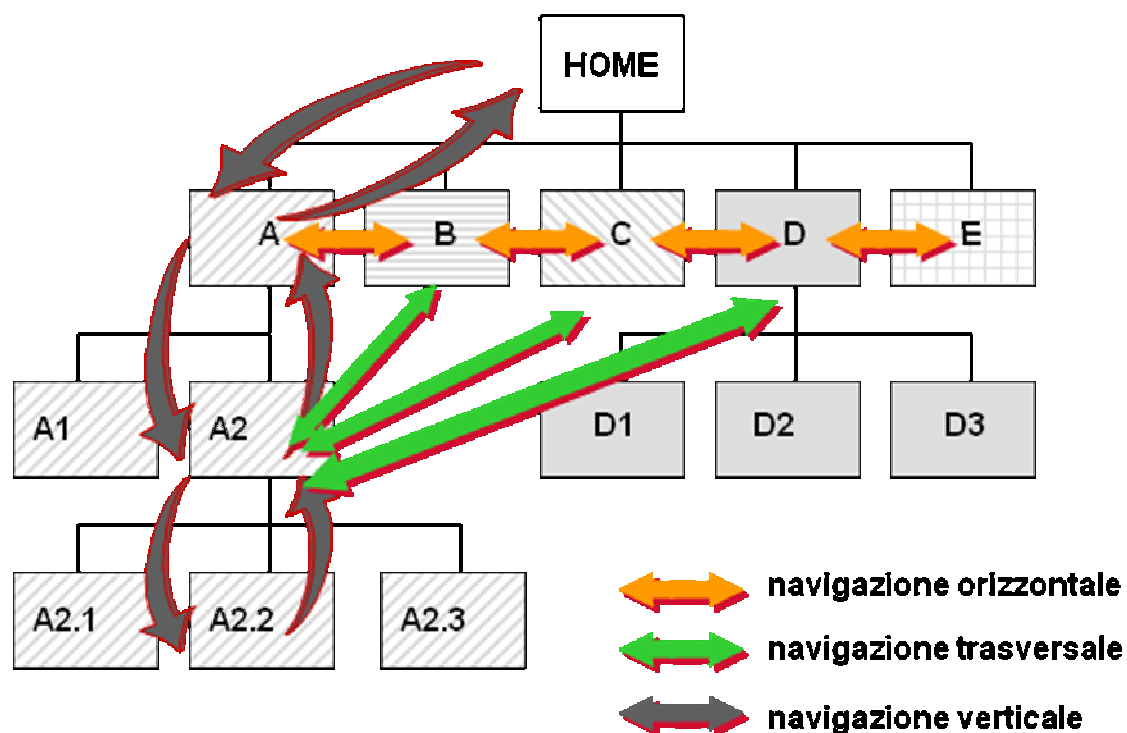 HOME
A
B
C
D
E
A1
A2
D1
D2
D3
A2.1
A2.2
A2.3
navigazione orizzontale
navigazione trasversale
navigazione verticale